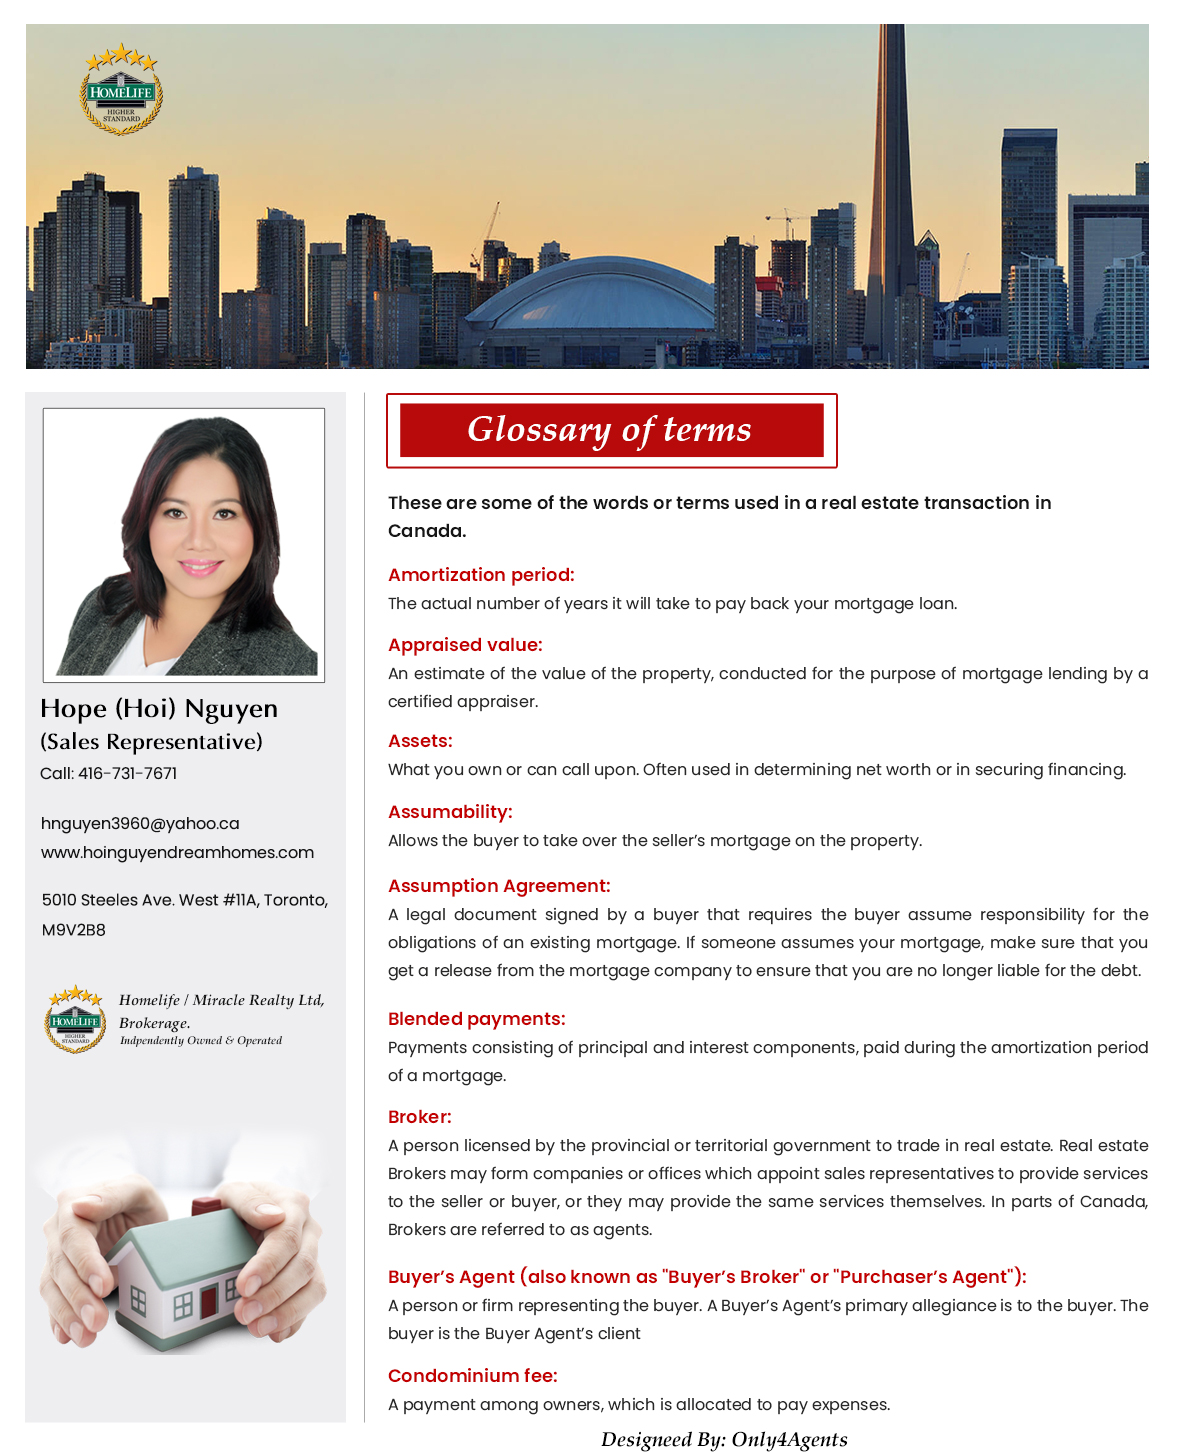 HOMELIFE
HIGHER
STANDARD
Hope (Hoi) Nguyen
(Sales Representative)
Call: 416-731-7671
hnguyen3960@yahoo.ca
www.hoinguyendreamhomes.com
5010 Steeles Ave. West #11A, Toronto,
M9V2B8
HOMELIFE
HIGHER
STANDARD
Homelife / Miracle Realty Ltd,
Brokerage.
Indpendently Owned & Operated
Glossary of terms
These are some of the words or terms used in a real estate transaction in
Canada.
Amortization period:
The actual number of years it will take to pay back your mortgage loan.
Appraised value:
An estimate of the value of the property, conducted for the purpose of mortgage lending by a
certified appraiser.
Assets:
What you own or can call upon. Often used in determining net worth or in securing financing.
Assumability:
Allows the buyer to take over the seller’s mortgage on the property.
Assumption Agreement:
A legal document signed by a buyer that requires the buyer assume responsibility for the
obligations of an existing mortgage. If someone assumes your mortgage, make sure that you
get a release from the mortgage company to ensure that you are no longer liable for the debt.
Blended payments:
Payments consisting of principal and interest components, paid during the amortization period
of a mortgage.
Broker:
A person licensed by the provincial or territorial government to trade in real estate. Real estate
Brokers may form companies or offices which appoint sales representatives to provide services
to the seller or buyer, or they may provide the same services themselves. In parts of Canada,
Brokers are referred to as agents.
Buyer’s Agent (also known as "Buyer’s Broker" or "Purchaser’s Agent"):
A person or firm representing the buyer. A Buyer’s Agent’s primary allegiance is to the buyer. The
buyer is the Buyer Agent’s client
Condominium fee:
A payment among owners, which is allocated to pay expenses.
Designeed By: Only4Agents